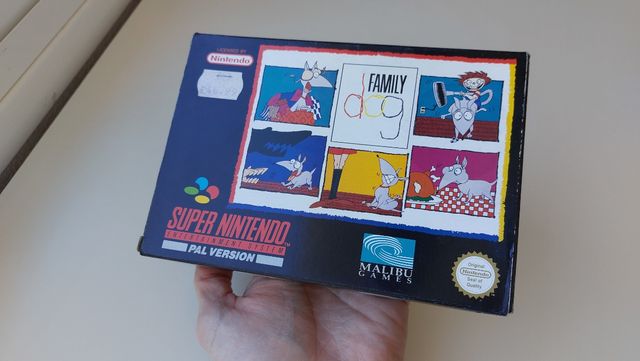 LICENSED BY
Nintendo
FAMILY
dog
SUPER NINTENDO
ENTERTAINMENT SYSTEM
PAL VERSION
MALIBU
GAMES
Original
Nintendo
Seal of
Quality